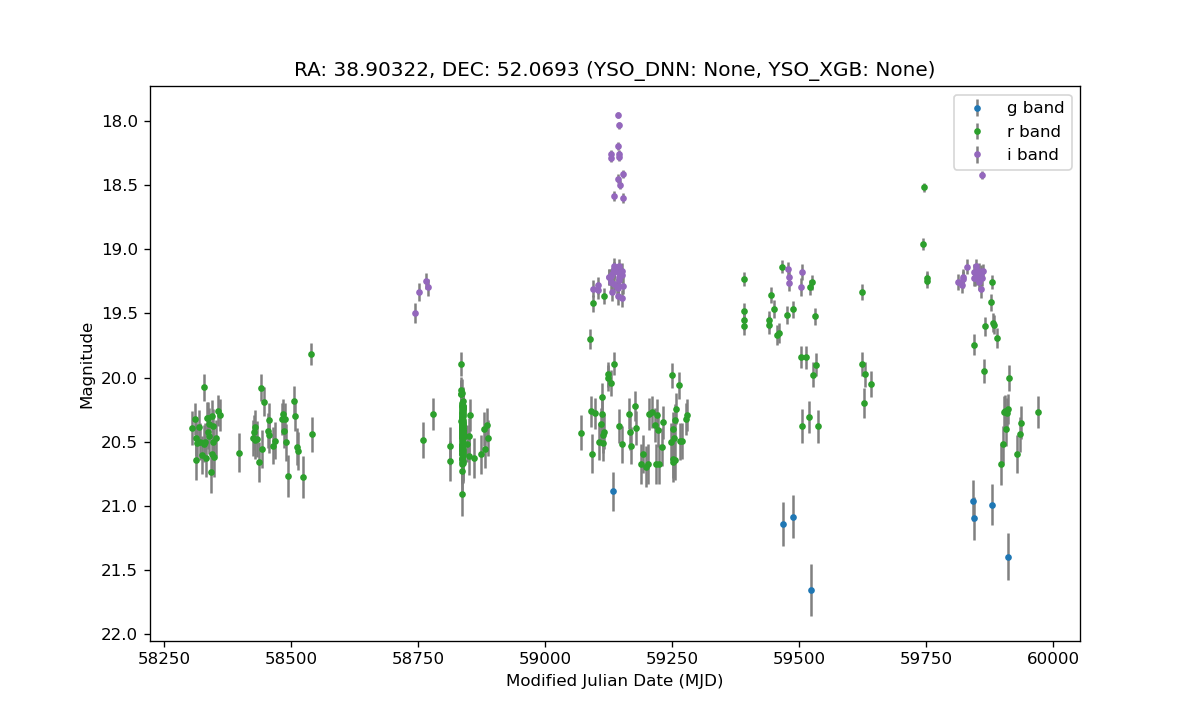 RA: 38.90322, DEC: 52.0693 (YSO_DNN: None, YSO_XGB: None)
g band
r band
i band
18.0
18.5
19.0
19.5
20.0
20.5
21.0
21.5
22.0
Magnitude
58250 58500 58750 59000 59250 59500 59750 60000
Modified Julian Date (MJD)